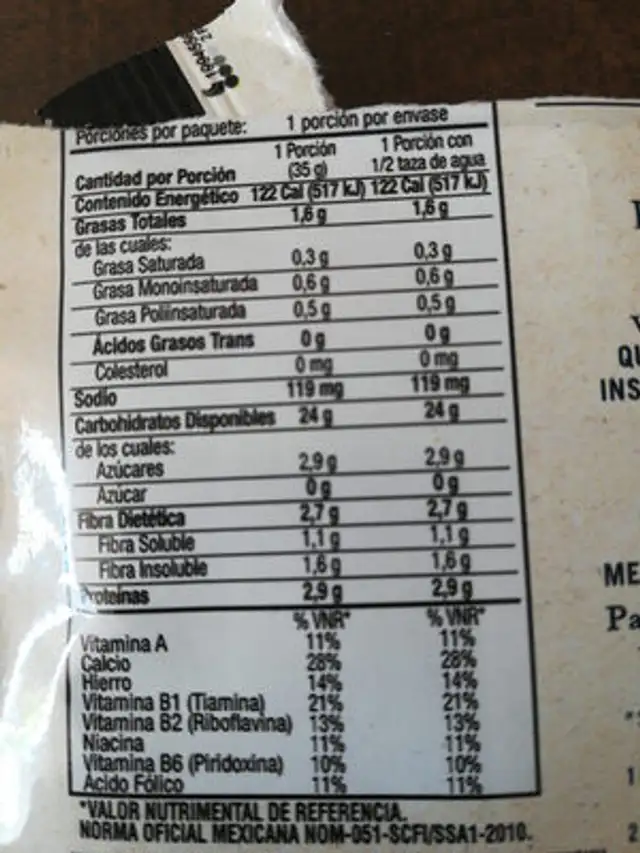 Porciones por paquete: 1 porción por envase
1 Porción 1 Porción con
Cantidad por Porción (35 g) 1/2 taza de agua
Contenido Energético 122 Cal (517 kJ) 122 Cal (517 kJ)
Grasas Totales 1,6 g 1,6 g
de las cuales:
Grasa Saturada 0,3 g 0,3 g
Grasa Monoinsaturada 0,6 g 0,6 g
Grasa Poliinsaturada 0,5 g 0,5 g
Ácidos Grasos Trans 0 g 0 g
Colesterol 0 mg 0 mg
Sodio 119 mg 119 mg
Carbohidratos Disponibles 24 g 24 g
de los cuales:
Azúcares 2,9 g 2,9 g
Azúcar 0 g 0 g
Fibra Dietética 2,7 g 2,7 g
Fibra Soluble 1,1 g 1,1 g
Fibra Insoluble 1,6 g 1,6 g
Proteínas 2,9 g 2,9 g
% VNR* % VNR*
Vitamina A 11% 11%
Calcio 28% 28%
Hierro 14% 14%
Vitamina B1 (Tiamina) 21% 21%
Vitamina B2 (Riboflavina) 13% 13%
Niacina 11% 11%
Vitamina B6 (Piridoxina) 10% 10%
Ácido Fólico 11% 11%
*VALOR NUTRIMENTAL DE REFERENCIA.
NORMA OFICIAL MEXICANA NOM-051-SCFI/SSA1-2010.
QU
INS
ME
Pa
1
2